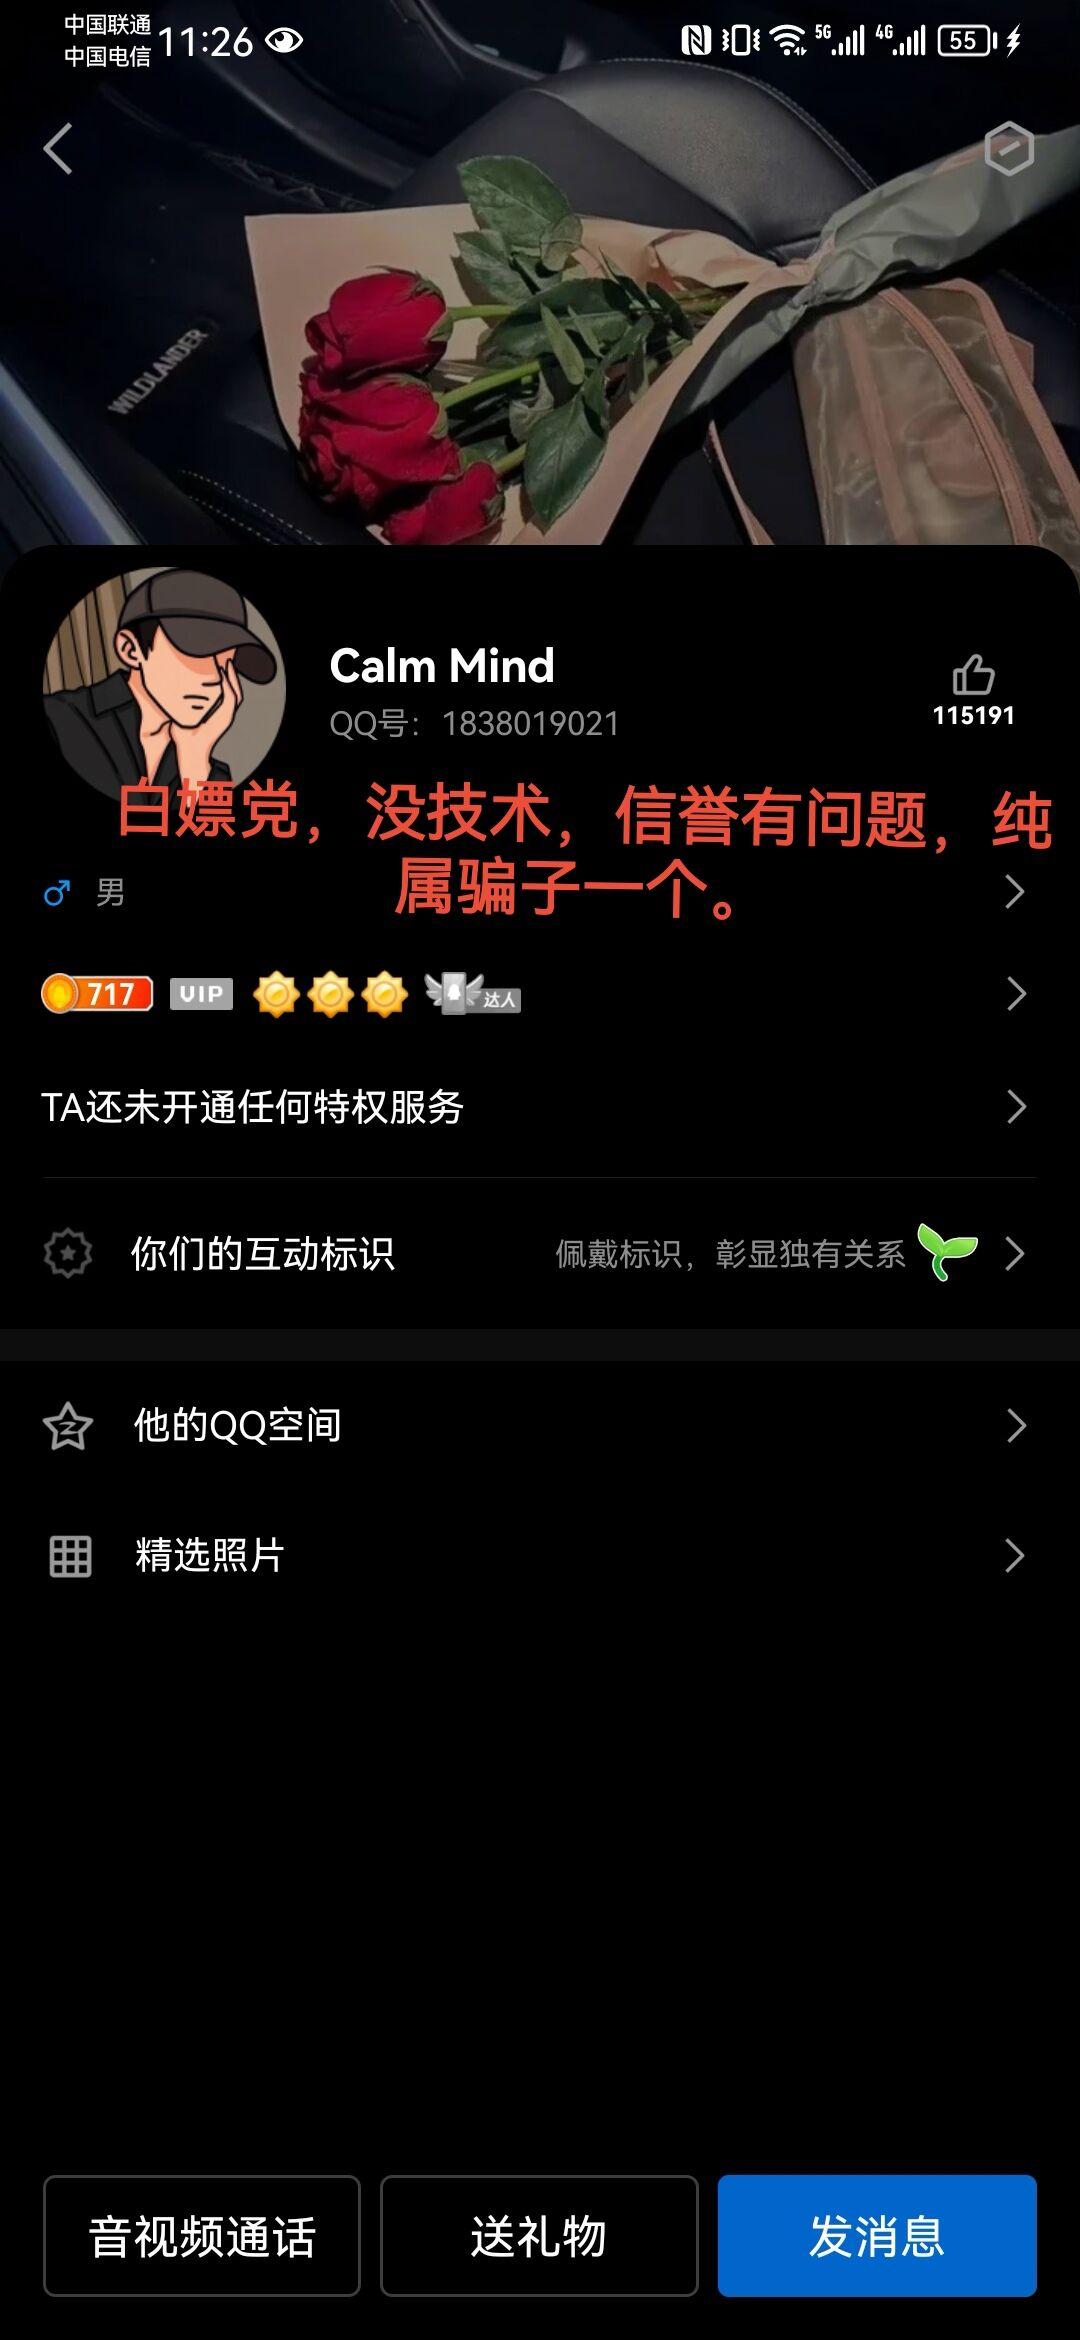 中国联通
中国电信
11:26
5G
4G
55
WILDLANDER
Calm Mind
QQ号：1838019021
115191
白嫖党，没技术，信誉有问题，纯
属骗子一个。
男
717 VIP 达人
TA还未开通任何特权服务
你们的互动标识 佩戴标识，彰显独有关系
他的QQ空间
精选照片
音视频通话 送礼物 发消息